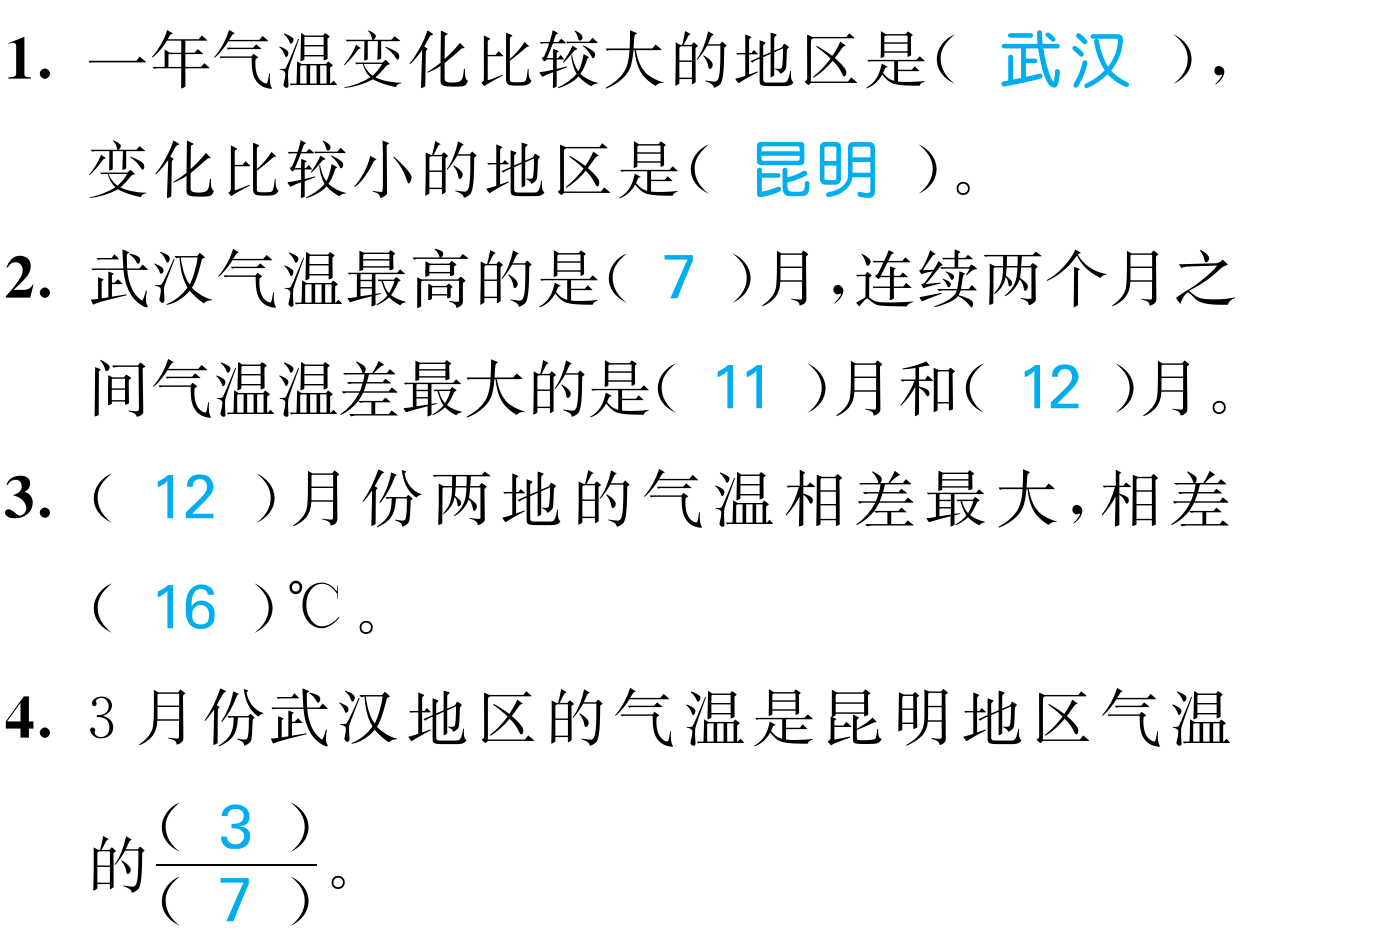 1. 一年气温变化比较大的地区是( 武汉 ),
变化比较小的地区是( 昆明 )。
2. 武汉气温最高的是( 7 )月,连续两个月之
间气温温差最大的是( 11 )月和( 12 )月。
3. ( 12 )月份两地的气温相差最大,相差
( 16 )℃。
4. 3 月份武汉地区的气温是昆明地区气温
( 3 )
的
( 7 )。